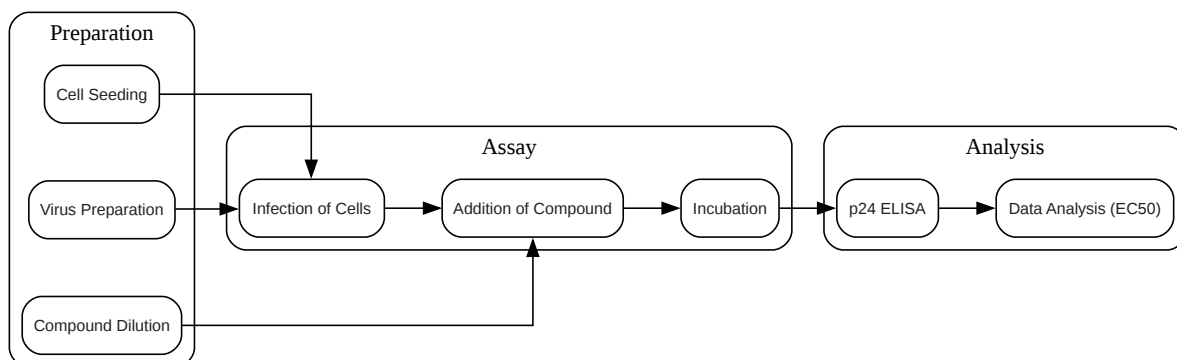 Preparation
Cell Seeding
Virus Preparation
Compound Dilution
Assay
Infection of Cells
Addition of Compound
Incubation
Analysis
p24 ELISA
Data Analysis (EC50)